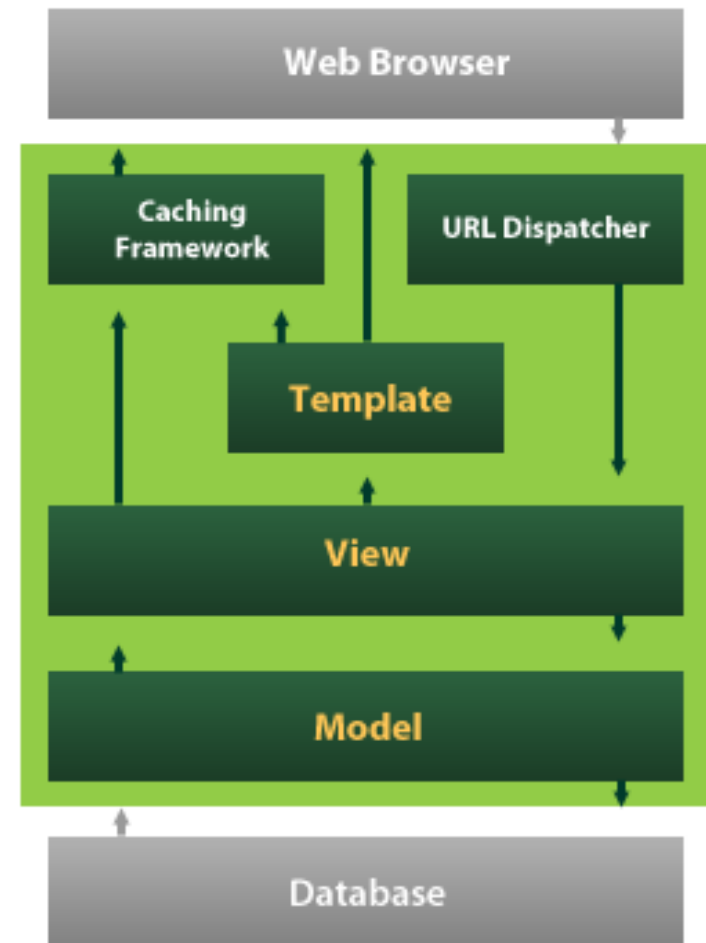 Web Browser
Caching
Framework
URL Dispatcher
Template
View
Model
Database